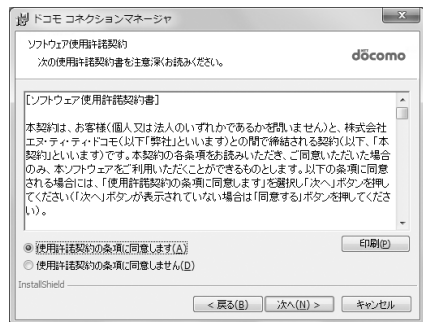 ドコモ コネクションマネージャ
ソフトウェア使用許諾契約
次の使用許諾契約書を注意深くお読みください。
döcomo
[ソフトウェア使用許諾契約書]
本契約は、お客様(個人又は法人のいずれかであるかを問いません)と、株式会社
エヌ・ティ・ティ・ドコモ(以下「弊社」といいます)との間で締結される契約(以下、「本
契約」といいます)です。本契約の各条項をお読みいただき、ご同意いただいた場合
のみ、本ソフトウェアをご利用いただくことができるものとします。以下の条項に同意
される場合には、「使用許諾契約の条項に同意します」を選択し「次へ」ボタンを押し
てください(「次へ」ボタンが表示されていない場合は「同意する」ボタンを押してくださ
い)。
使用許諾契約の条項に同意します(A)
印刷(P)
使用許諾契約の条項に同意しません(D)
InstallShield
< 戻る(B)
次へ(N) >
キャンセル